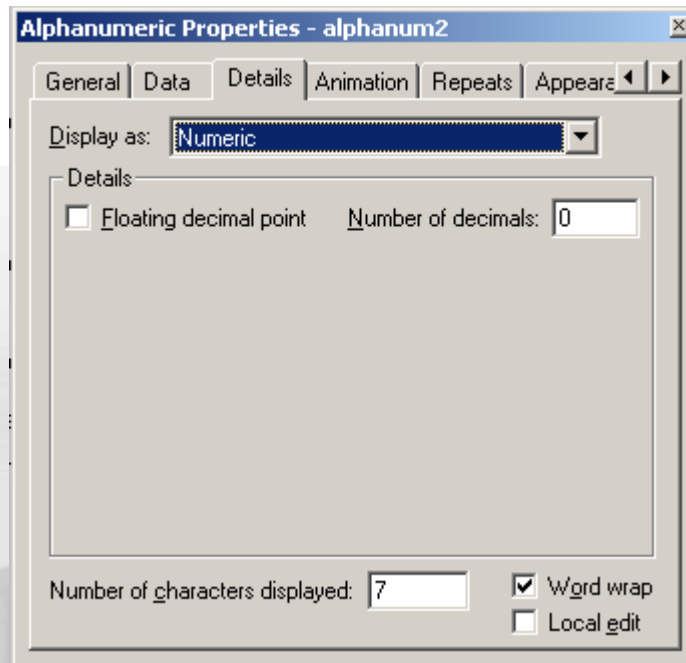 Alphanumeric Properties - alphanum2
General Data Details Animation Repeats Appeara
Display as: Numeric
Details
Floating decimal point Number of decimals: 0
Number of characters displayed: 7 Word wrap
Local edit